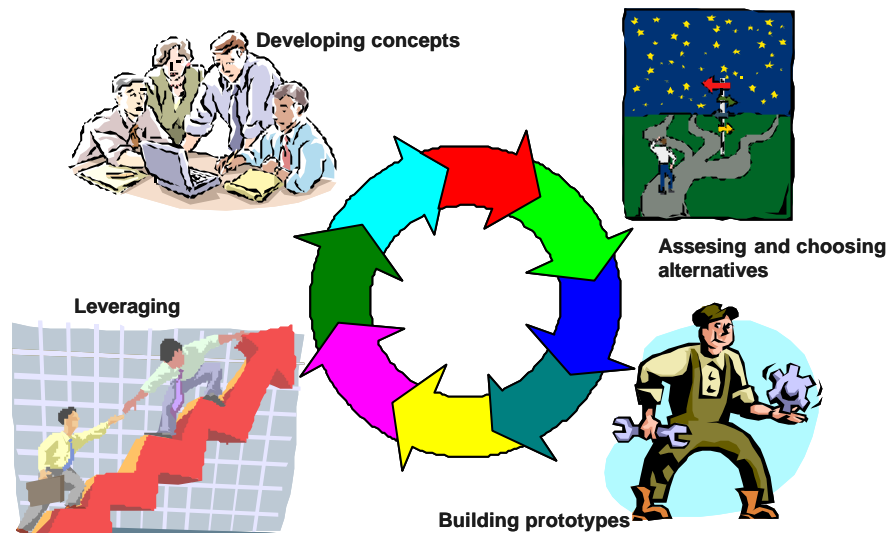 Developing concepts
Assesing and choosing
alternatives
Leveraging
Building prototypes